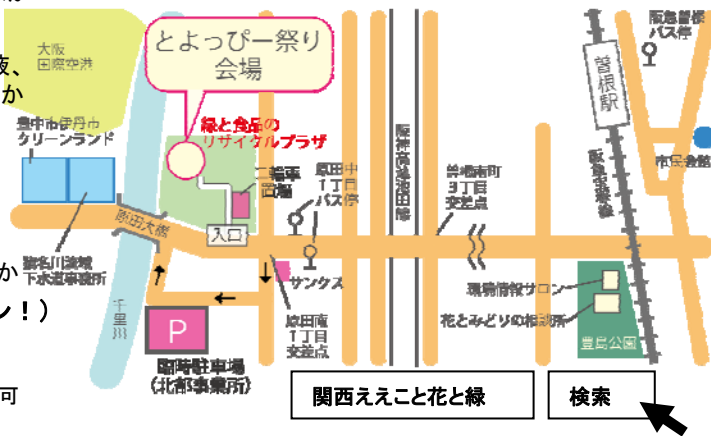 とよっぴー祭り
会場
大阪
国際空港
液、
か
豊中市伊丹市
クリーンランド
緑と食品の
リサイクルプラザ
二輪車
置場
原田中
1丁目
バス停
阪神高速池田線
曽根南町
3丁目
交差点
曽根駅
阪急曽根
バス停
阪急宝塚線
市民会館
原田大橋
入口
猪名川流域
下水道事務所
か
ン！）
千里川
サンクス
原田南
1丁目
交差点
環境情報サロン
花とみどりの相談所
豊島公園
P
臨時駐車場
（北部事業所）
可
関西ええこと花と緑
検索